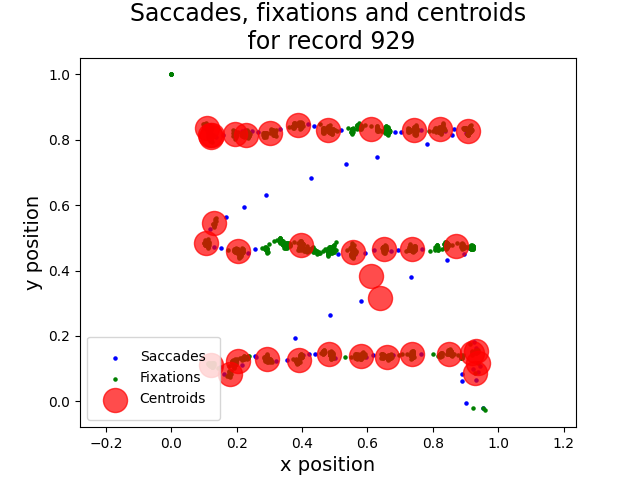 Saccades, fixations and centroids
for record 929
1.0
0.8
0.6
0.4
0.2
0.0
y position
Saccades
Fixations
Centroids
−0.2 0.0 0.2 0.4 0.6 0.8 1.0 1.2
x position